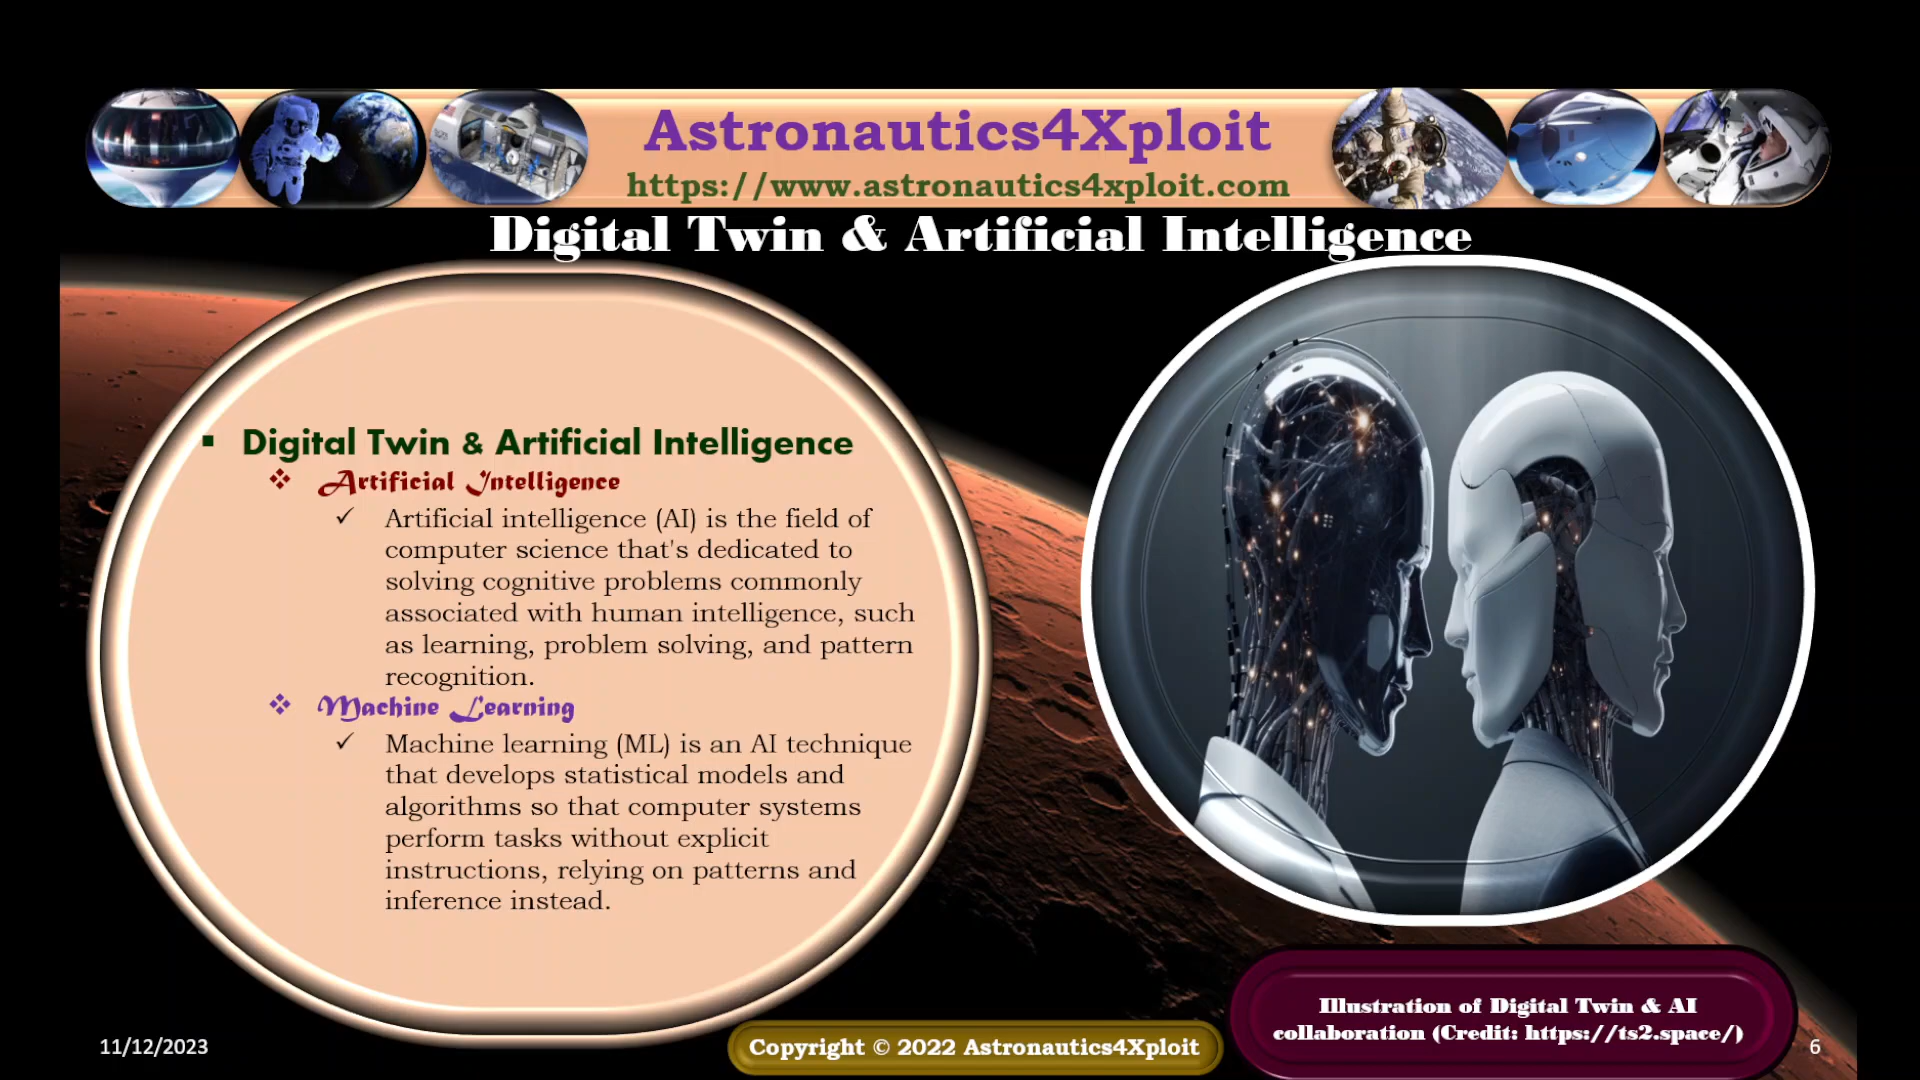 Astronautics4Xploit
https://www.astronautics4xploit.com
Digital Twin & Artificial Intelligence
▪ Digital Twin & Artificial Intelligence
❖ Artificial Intelligence
✓ Artificial intelligence (AI) is the field of
computer science that's dedicated to
solving cognitive problems commonly
associated with human intelligence, such
as learning, problem solving, and pattern
recognition.
❖ Machine Learning
✓ Machine learning (ML) is an AI technique
that develops statistical models and
algorithms so that computer systems
perform tasks without explicit
instructions, relying on patterns and
inference instead.
Illustration of Digital Twin & AI
collaboration (Credit: https://ts2.space/)
11/12/2023
Copyright © 2022 Astronautics4Xploit
6